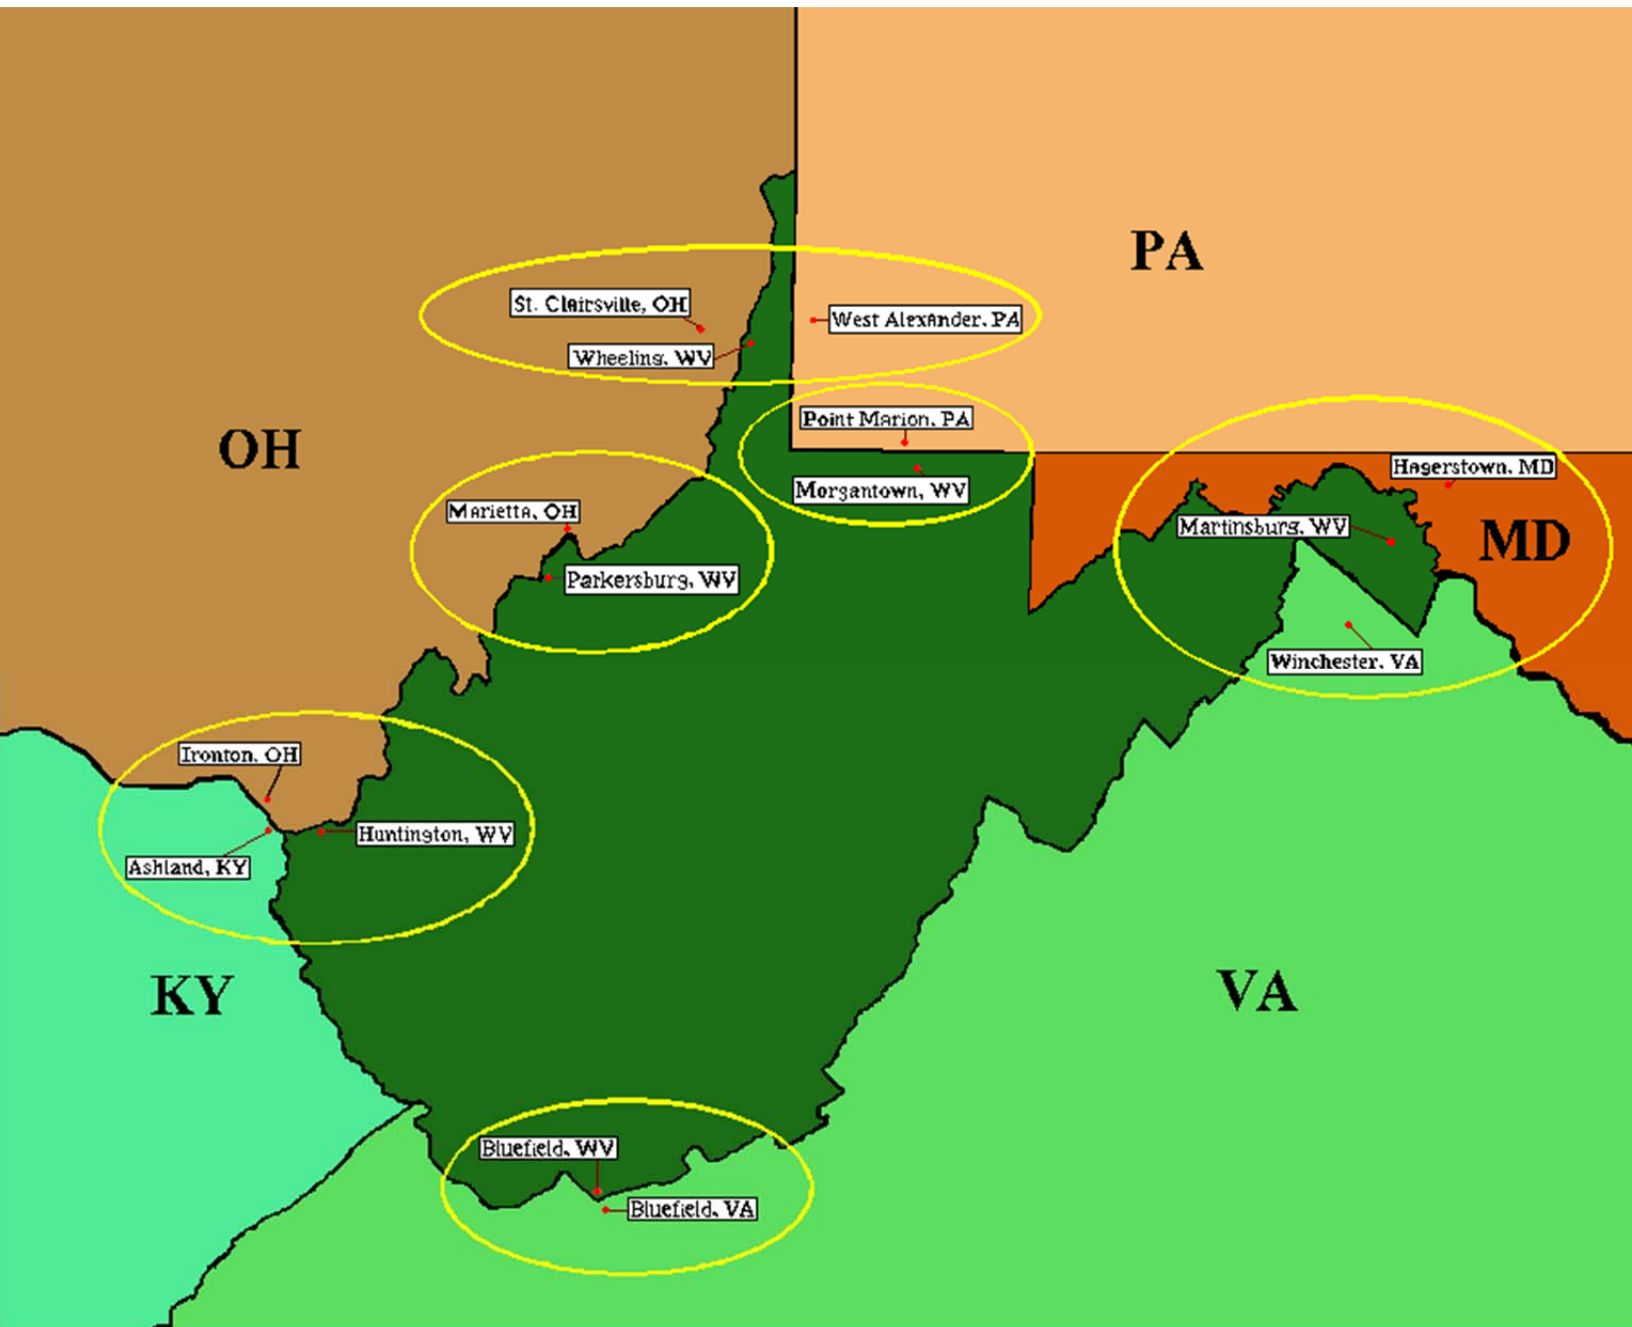 PA
St. Clairsville, OH
West Alexander, PA
Wheeling, WV
Point Marion, PA
OH
Hagerstown, MD
Morgantown, WV
Marietta, OH
Martinsburg, WV
MD
Parkersburg, WV
Winchester, VA
Ironton, OH
Huntington, WV
Ashland, KY
KY
VA
Bluefield, WV
Bluefield, VA